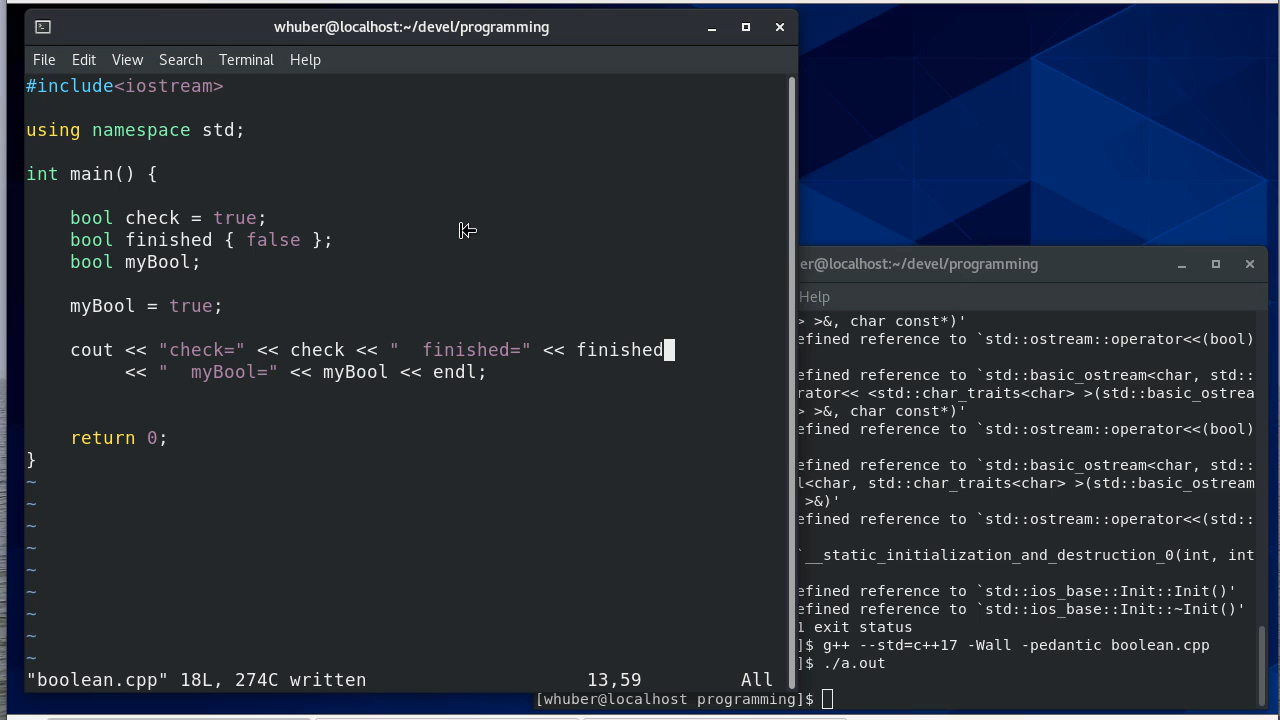 whuber@localhost:~/devel/programming
File Edit View Search Terminal Help
#include<iostream>
using namespace std;
int main() {
    bool check = true;
    bool finished { false };
    bool myBool;
    myBool = true;
    cout << "check=" << check << "  finished=" << finished
         << "  myBool=" << myBool << endl;
    return 0;
}
~
~
~
~
~
~
~
~
~
"boolean.cpp" 18L, 274C written 13,59 All
er@localhost:~/devel/programming
Help
> >&, char const*)'
efined reference to `std::ostream::operator<<(bool)
efined reference to `std::basic_ostream<char, std::
rator<< <std::char_traits<char> >(std::basic_ostrea
> >&, char const*)'
efined reference to `std::ostream::operator<<(bool)
efined reference to `std::basic_ostream<char, std::
l<char, std::char_traits<char> >(std::basic_ostream
>&)'
efined reference to `std::ostream::operator<<(std::
`__static_initialization_and_destruction_0(int, int
efined reference to `std::ios_base::Init::Init()'
efined reference to `std::ios_base::Init::~Init()'
1 exit status
]$ g++ --std=c++17 -Wall -pedantic boolean.cpp
]$ ./a.out
[whuber@localhost programming]$